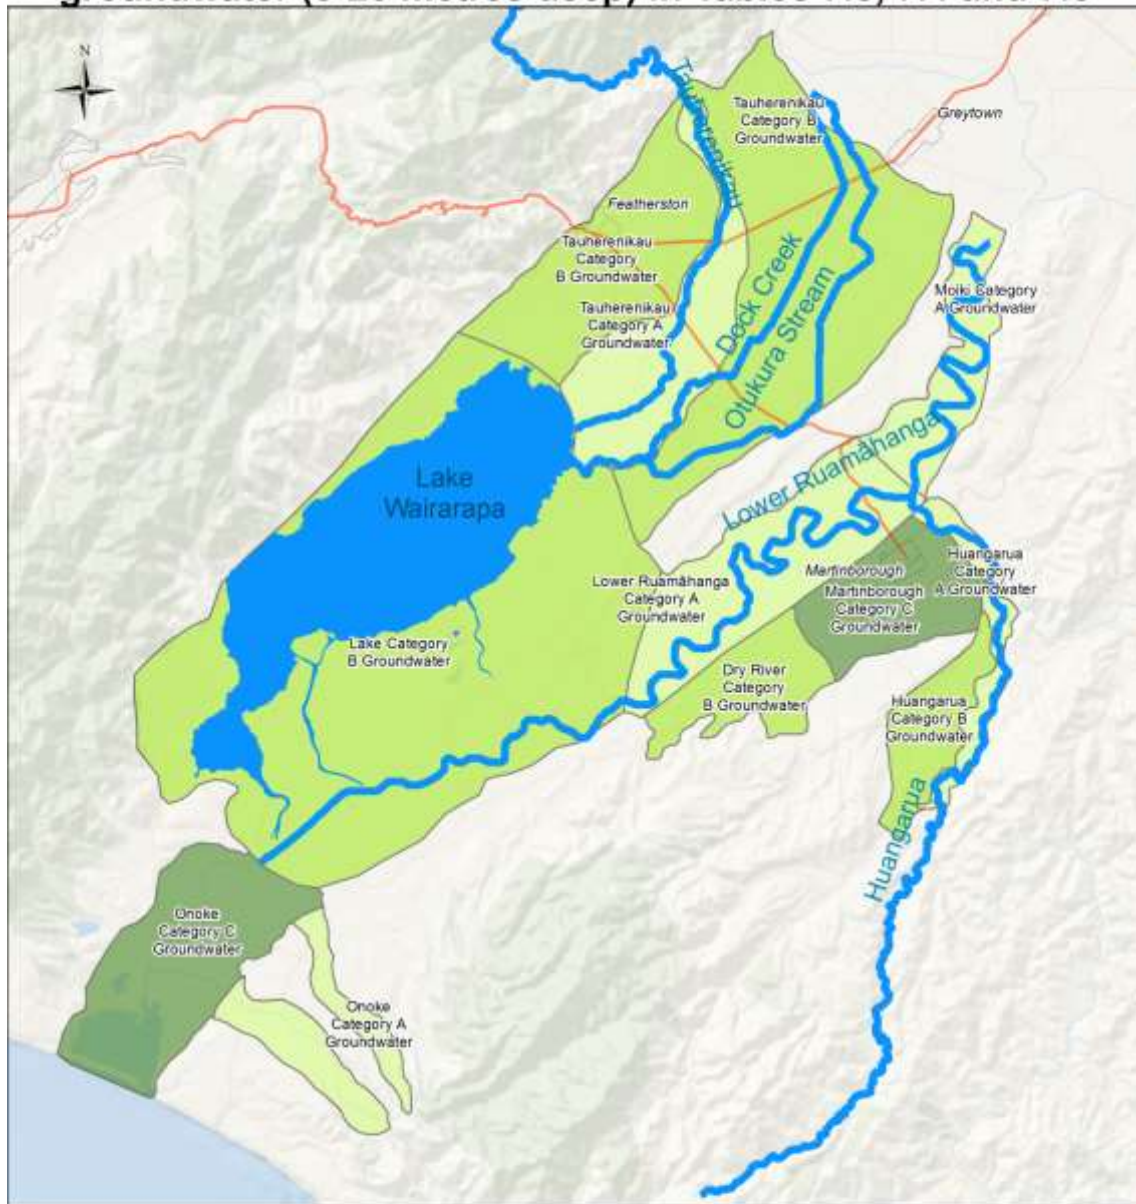 N
Tauherenikau
Tauherenikau
Category B
Groundwater
Greytown
Featherston
Tauherenikau
Category
B Groundwater
Tauherenikau
Category A
Groundwater
Dock Creek
Otukura Stream
Moiki Category
A Groundwater
Lake
Wairarapa
Lower Ruamāhanga
Lower Ruamāhanga
Category A
Groundwater
Martinborough
Martinborough
Category C
Groundwater
Huangarua
Category
A Groundwater
Lake Category
B Groundwater
Dry River
Category
B Groundwater
Huangarua
Category B
Groundwater
Huangarua
Onoke
Category C
Groundwater
Onoke
Category A
Groundwater